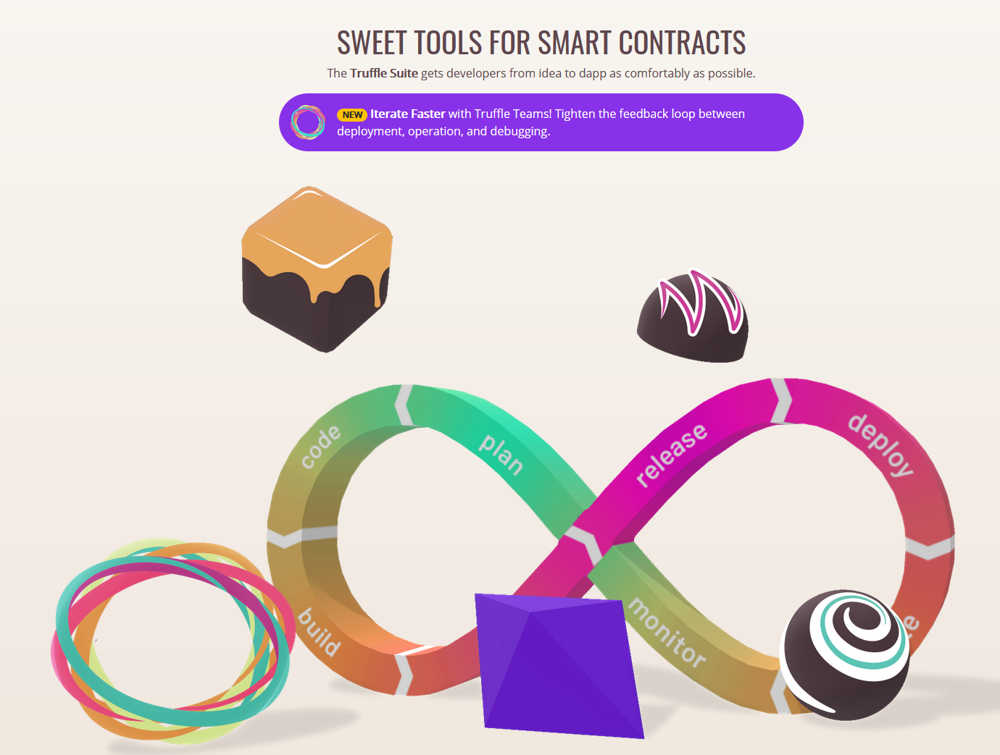 SWEET TOOLS FOR SMART CONTRACTS
The Truffle Suite gets developers from idea to dapp as comfortably as possible.
NEW Iterate Faster with Truffle Teams! Tighten the feedback loop between
deployment, operation, and debugging.
code
plan
release
deploy
build
monitor